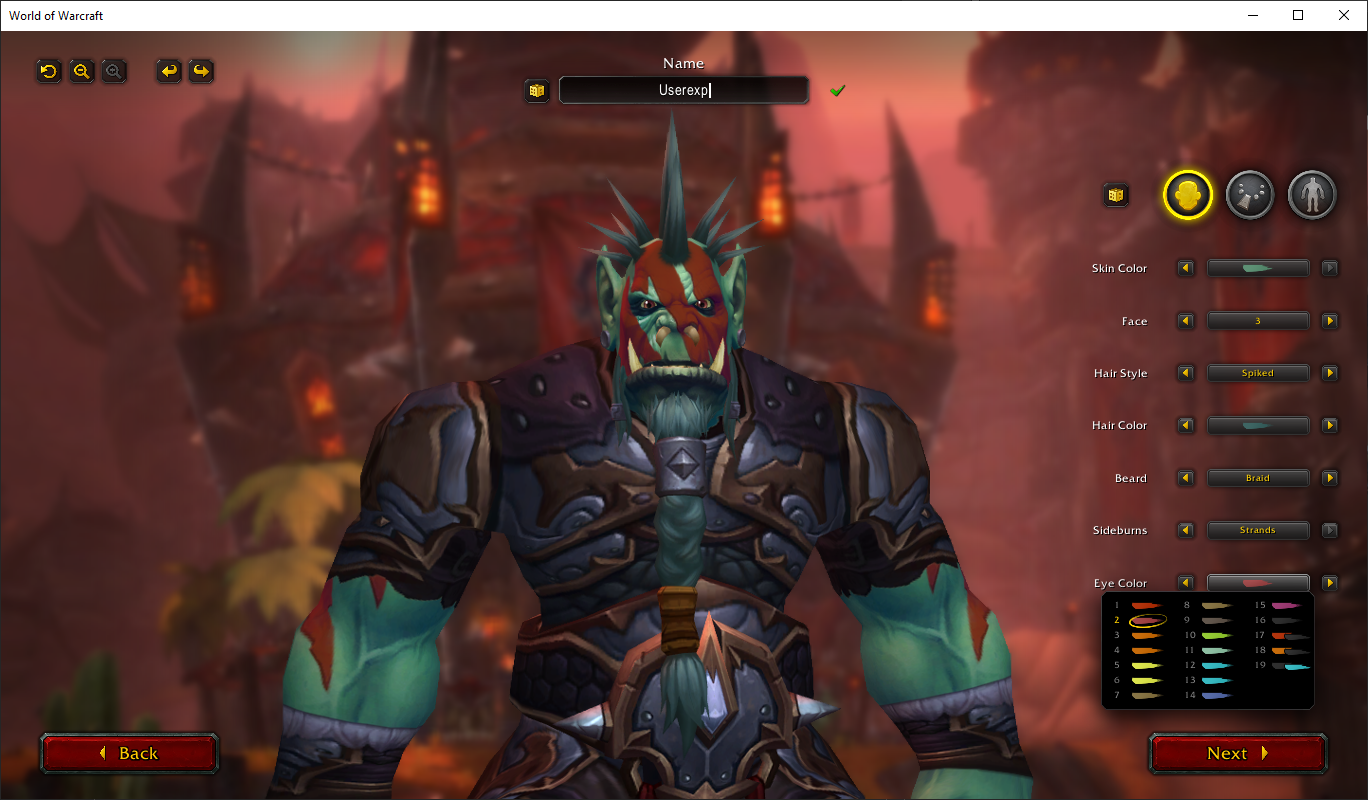 World of Warcraft
Name
Userexp
Skin Color
Face 3
Hair Style Spiked
Hair Color
Beard Braid
Sideburns Strands
Eye Color
1 8 15
2 9 16
3 10 17
4 11 18
5 12 19
6 13
7 14
Back Next